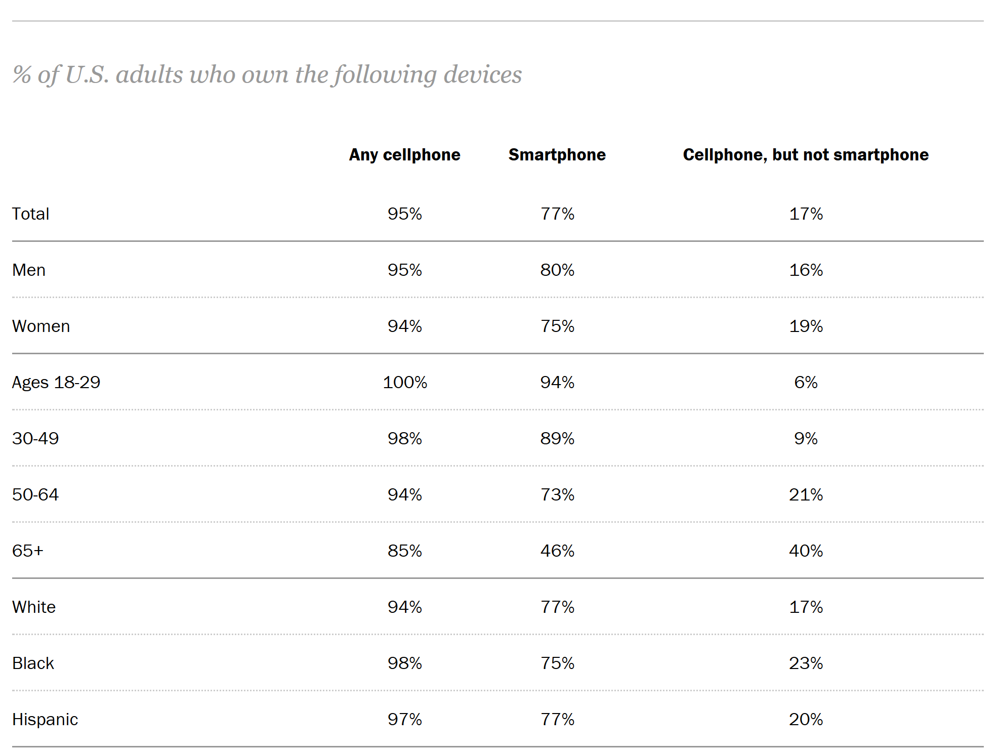 % of U.S. adults who own the following devices
Any cellphone Smartphone Cellphone, but not smartphone
Total 95% 77% 17%
Men 95% 80% 16%
Women 94% 75% 19%
Ages 18-29 100% 94% 6%
30-49 98% 89% 9%
50-64 94% 73% 21%
65+ 85% 46% 40%
White 94% 77% 17%
Black 98% 75% 23%
Hispanic 97% 77% 20%